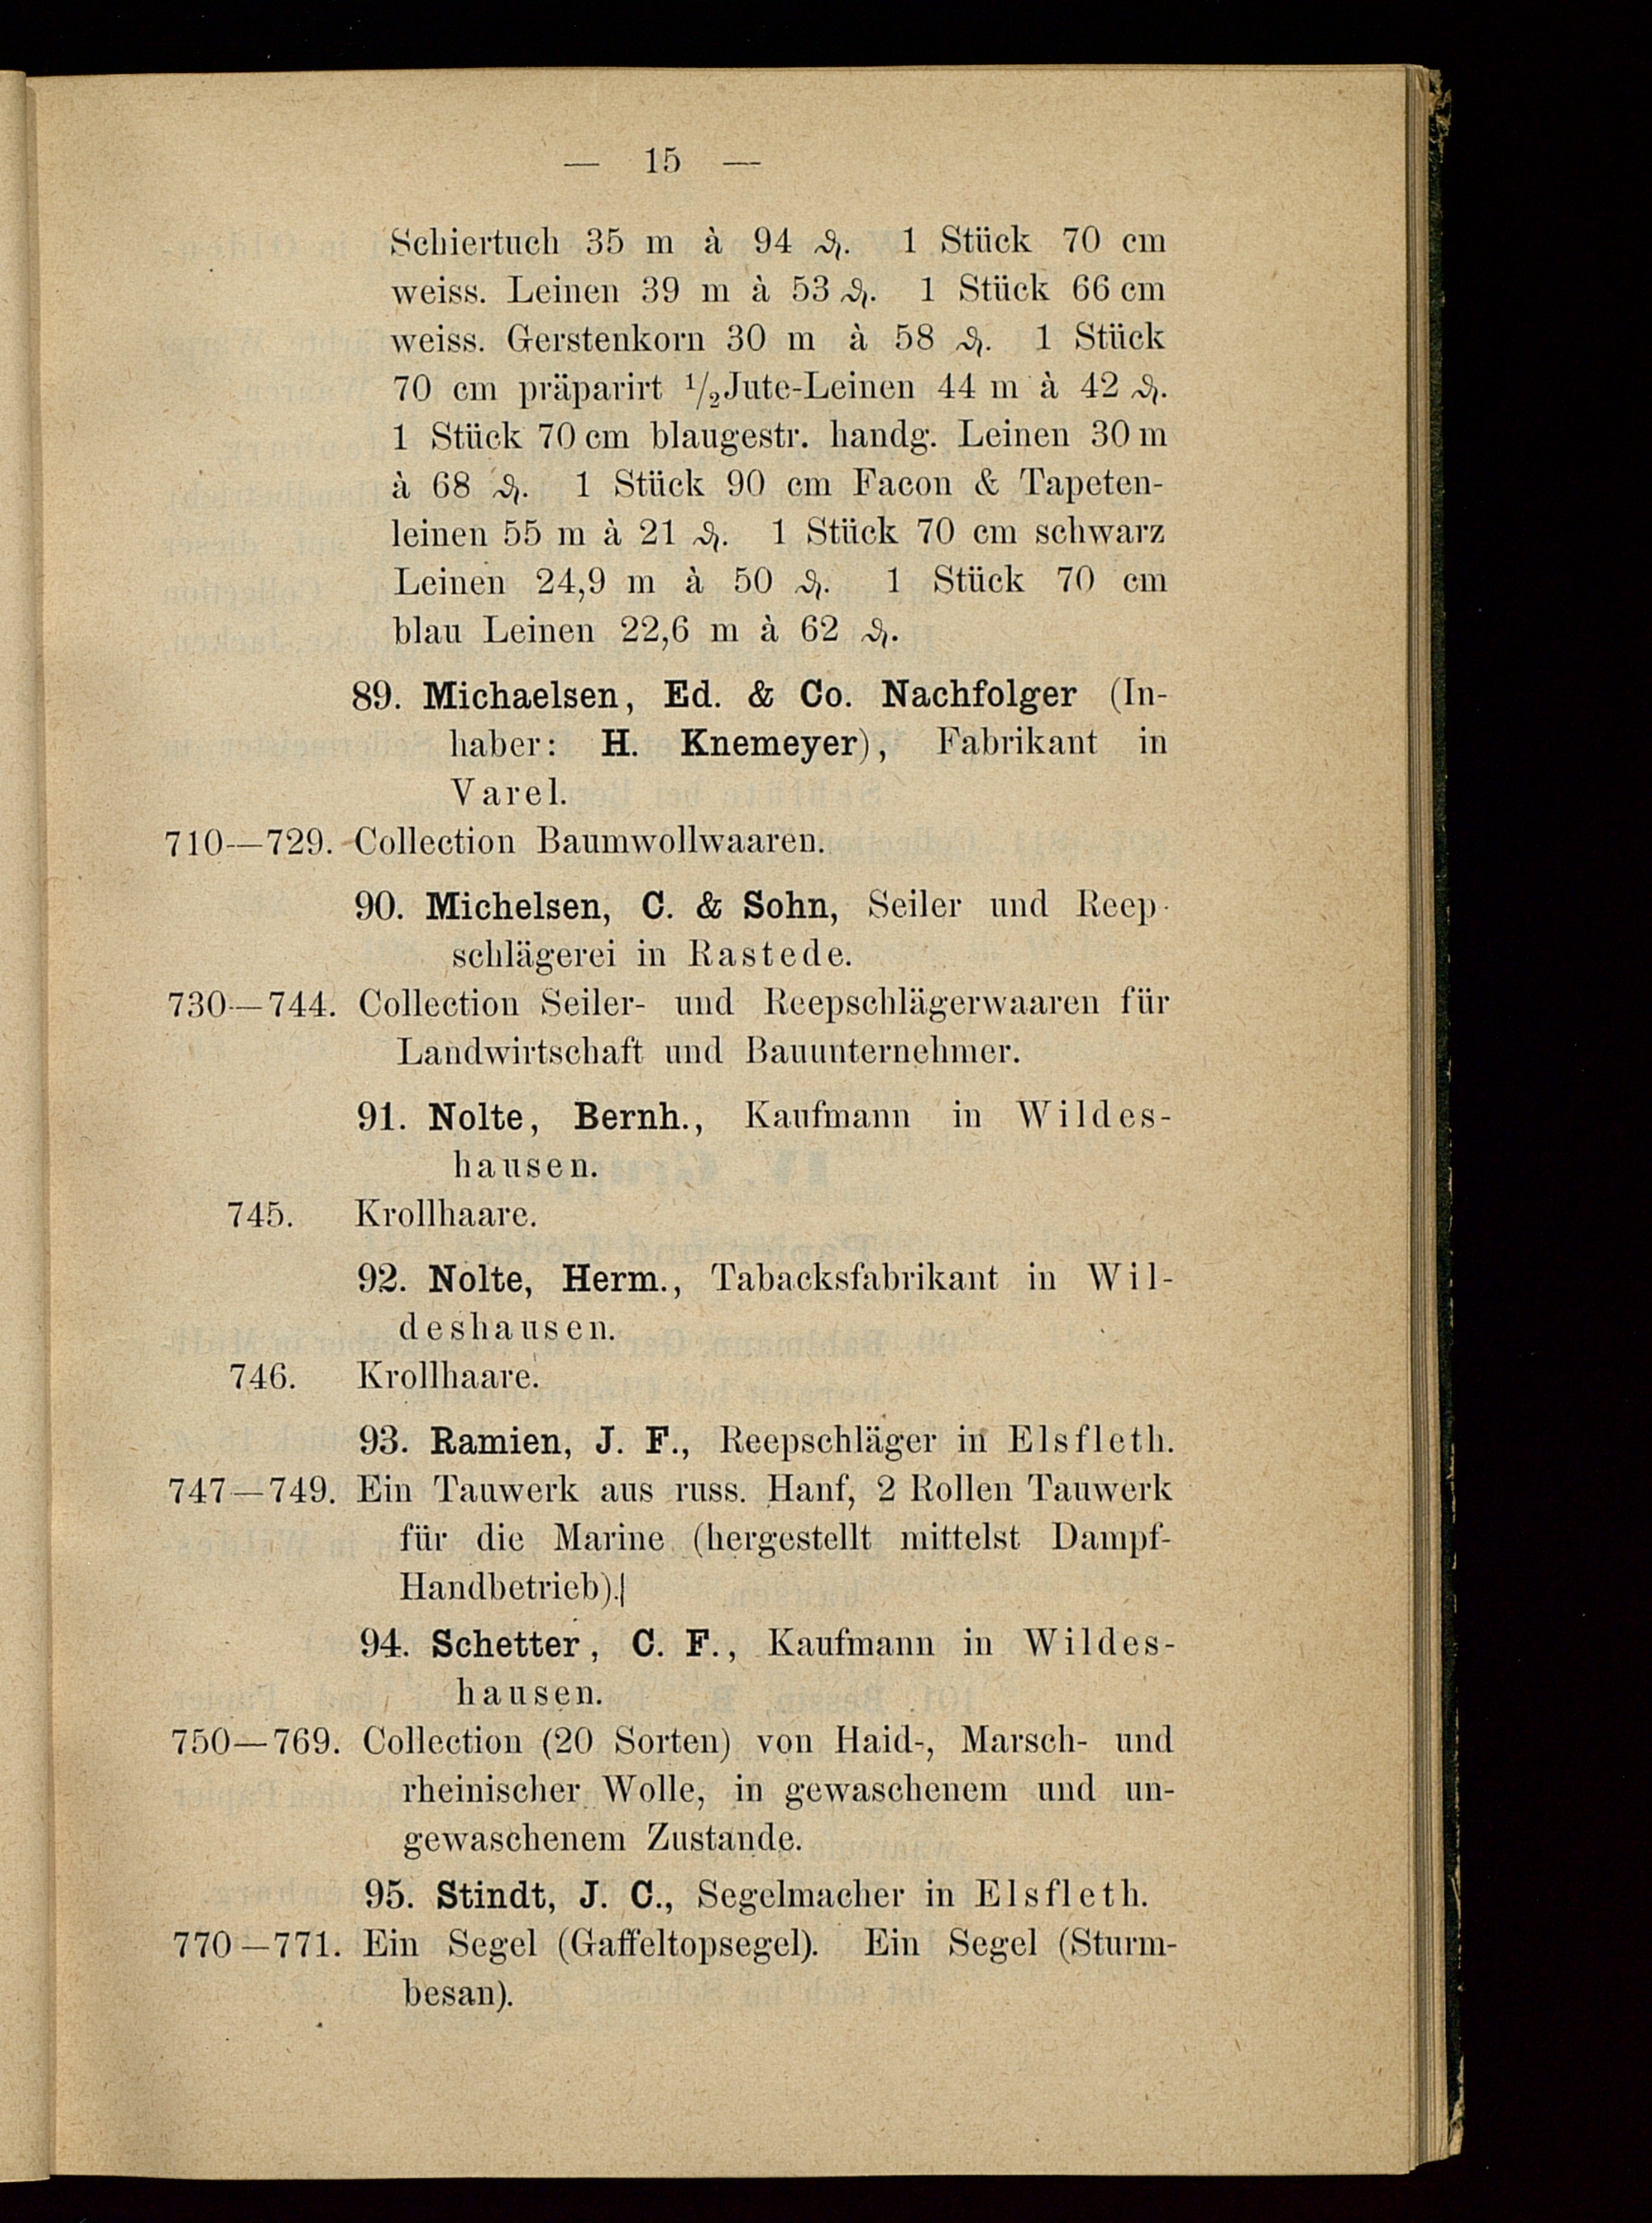 — 15 —
Schiertuch 35 m à 94 ₰. 1 Stück 70 cm
weiss. Leinen 39 m à 53 ₰. 1 Stück 66 cm
weiss. Gerstenkorn 30 m à 58 ₰. 1 Stück
70 cm präparirt 1/2 Jute-Leinen 44 m à 42 ₰.
1 Stück 70 cm blaugestr. handg. Leinen 30 m
à 68 ₰. 1 Stück 90 cm Facon & Tapeten-
leinen 55 m à 21 ₰. 1 Stück 70 cm schwarz
Leinen 24,9 m à 50 ₰. 1 Stück 70 cm
blau Leinen 22,6 m à 62 ₰.
89. Michaelsen, Ed. & Co. Nachfolger (In-
haber: H. Knemeyer), Fabrikant in
Varel.
710—729. Collection Baumwollwaaren.
90. Michelsen, C. & Sohn, Seiler und Reep-
schlägerei in Rastede.
730—744. Collection Seiler- und Reepschlägerwaaren für
Landwirtschaft und Bauunternehmer.
91. Nolte, Bernh., Kaufmann in Wildes-
hausen.
745. Krollhaare.
92. Nolte, Herm., Tabacksfabrikant in Wil-
deshausen.
746. Krollhaare.
93. Ramien, J. F., Reepschläger in Elsfleth.
747—749. Ein Tauwerk aus russ. Hanf, 2 Rollen Tauwerk
für die Marine (hergestellt mittelst Dampf-
Handbetrieb).
94. Schetter, C. F., Kaufmann in Wildes-
hausen.
750—769. Collection (20 Sorten) von Haid-, Marsch- und
rheinischer Wolle, in gewaschenem und un-
gewaschenem Zustande.
95. Stindt, J. C., Segelmacher in Elsfleth.
770—771. Ein Segel (Gaffeltopsegel). Ein Segel (Sturm-
besan).